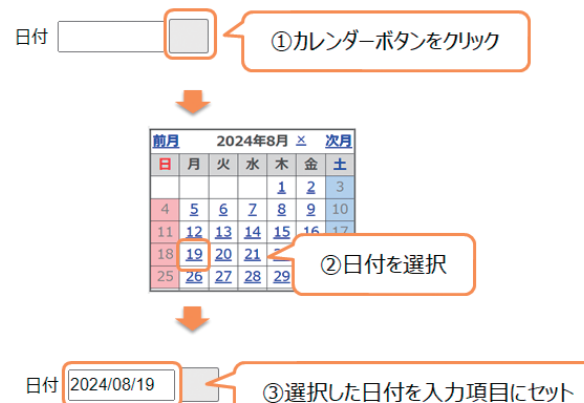 日付
①カレンダーボタンをクリック
前月 2024年8月 × 次月
日 月 火 水 木 金 土
1 2 3
4 5 6 7 8 9 10
11 12 13 14 15 16 17
18 19 20 21
25 26 27 28 29
②日付を選択
日付 2024/08/19
③選択した日付を入力項目にセット